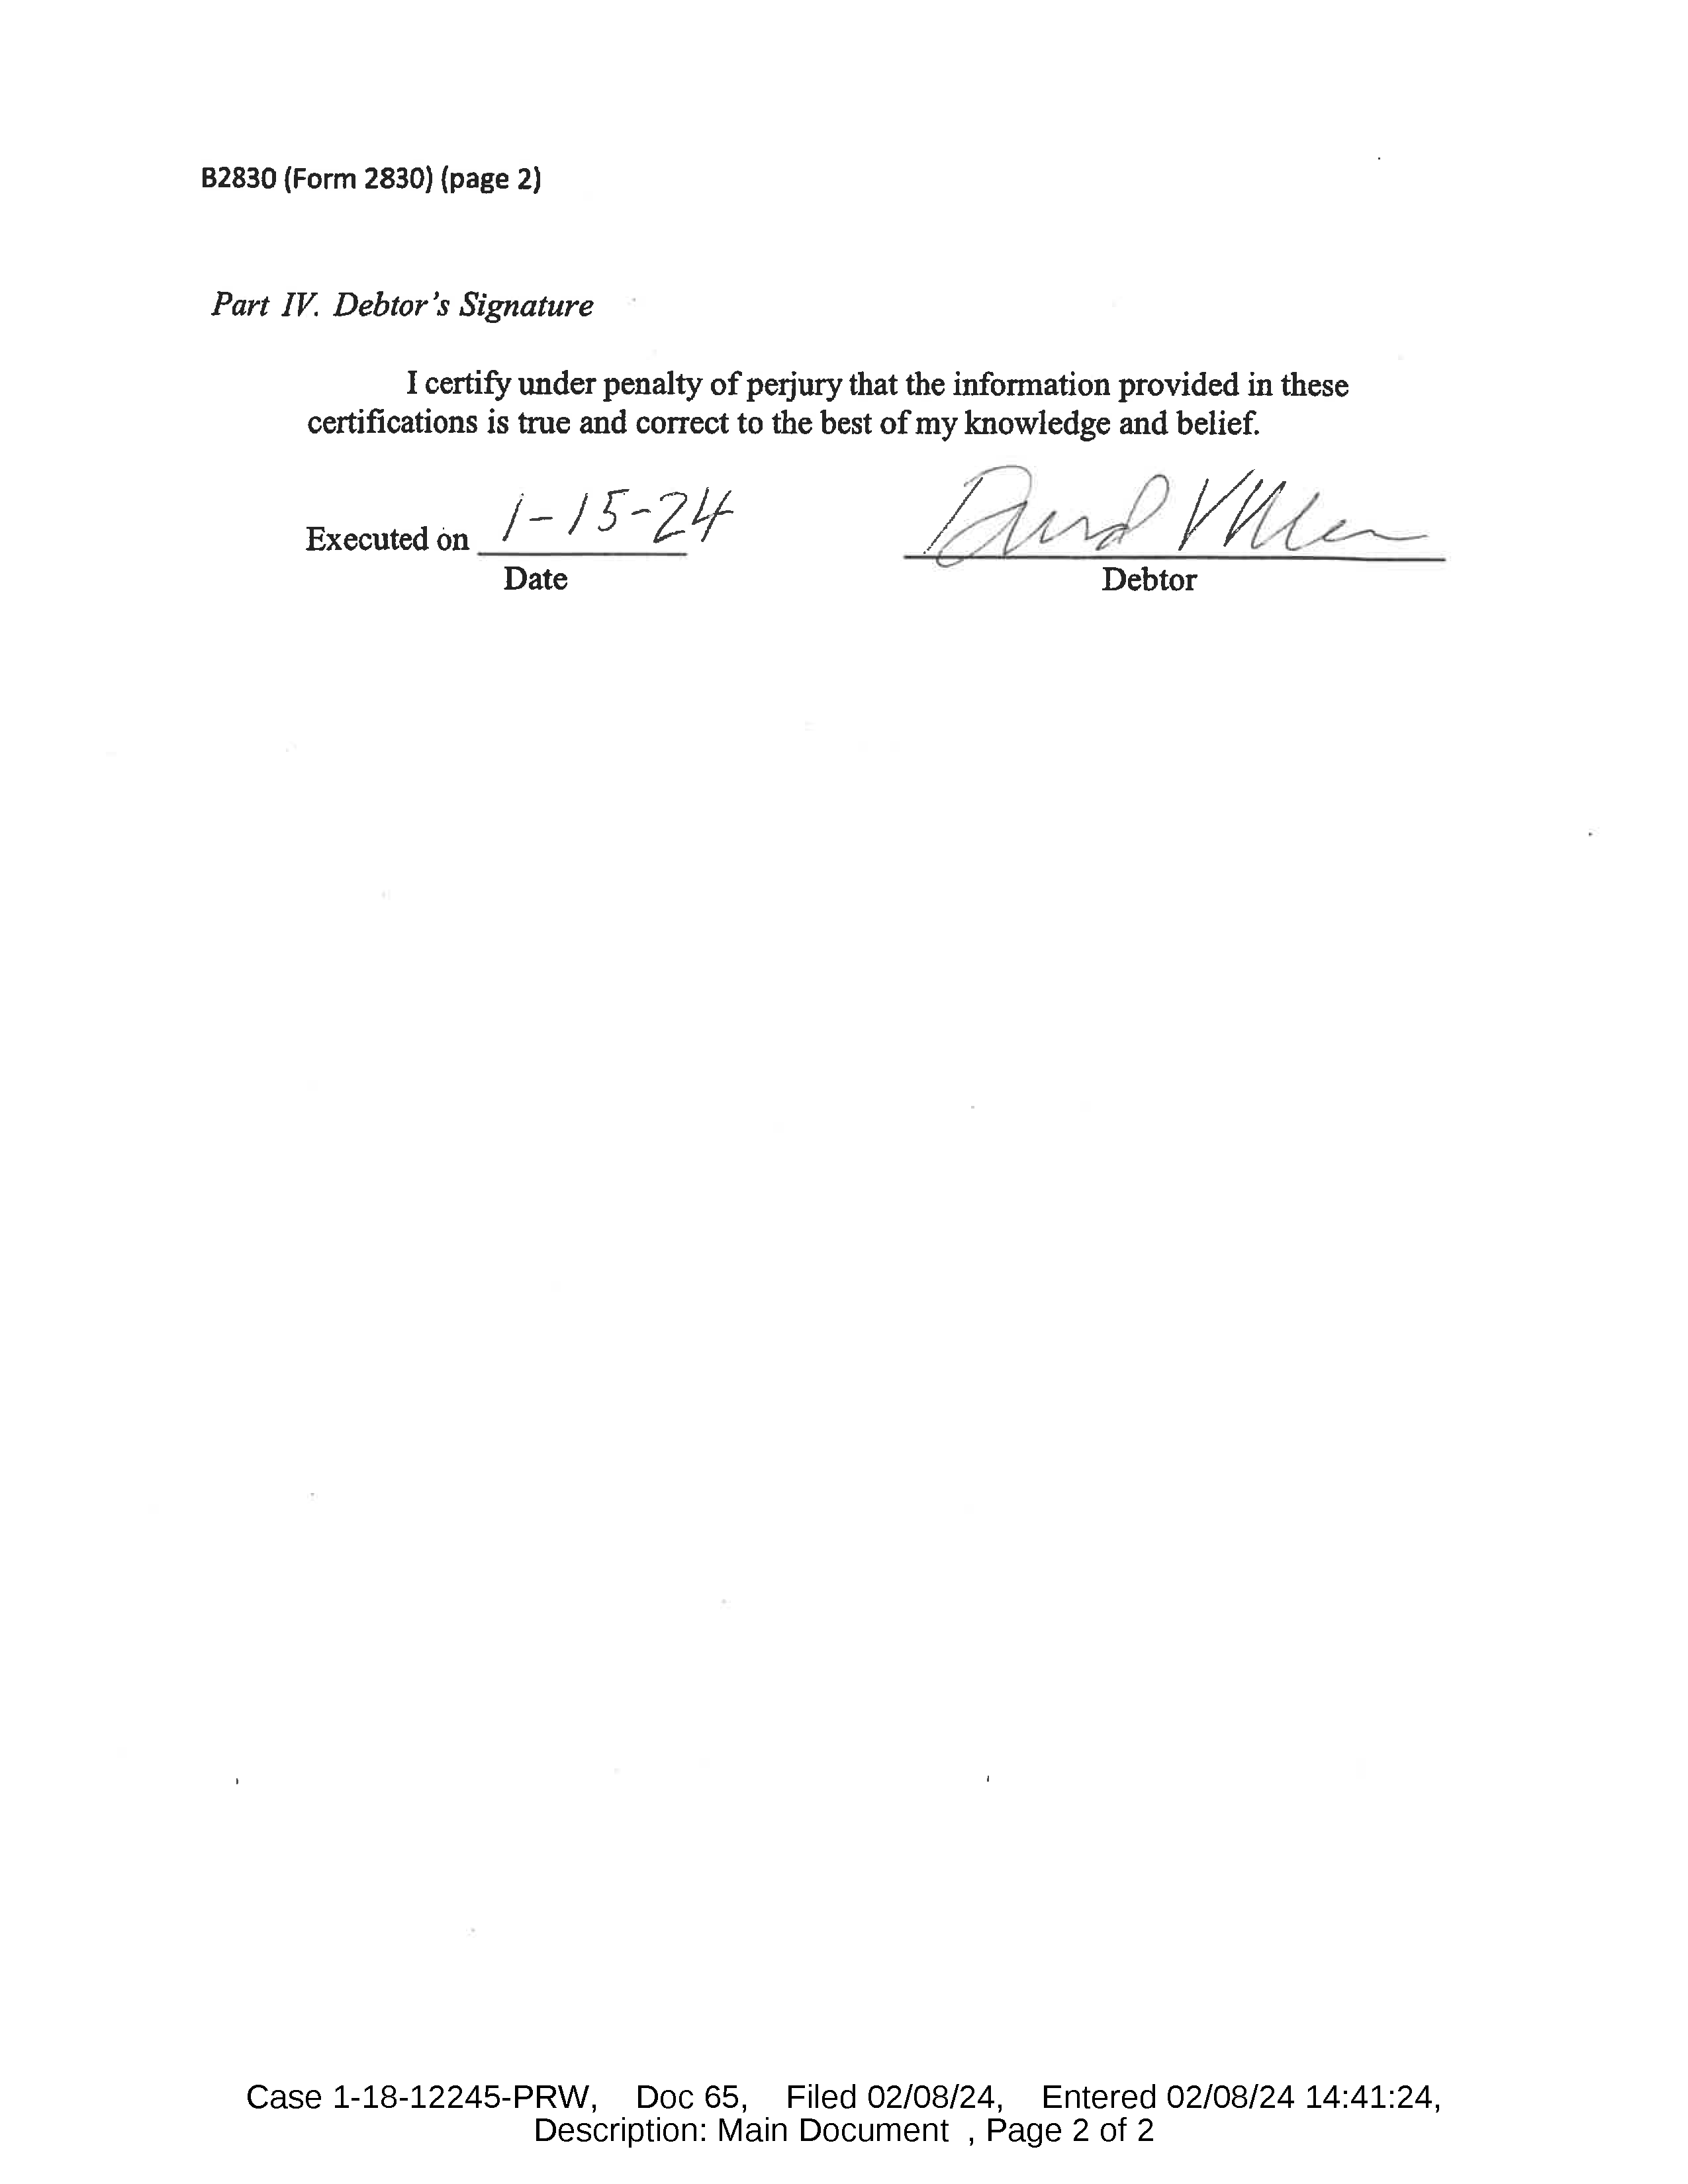 B2830 (Form 2830) (page 2)
Part IV. Debtor's Signature
I certify under penalty of perjury that the information provided in these
certifications is true and correct to the best of my knowledge and belief.
1-15-24
Executed on
Date
Debtor
Case 1-18-12245-PRW, Doc 65, Filed 02/08/24, Entered 02/08/24 14:41:24,
Description: Main Document , Page 2 of 2